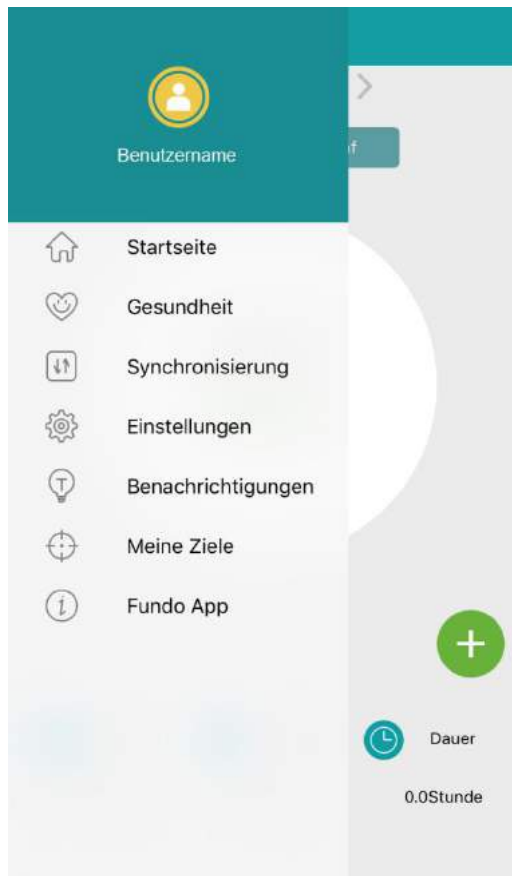 Benutzername
Startseite
Gesundheit
Synchronisierung
Einstellungen
Benachrichtigungen
Meine Ziele
Fundo App
Dauer
0.0Stunde